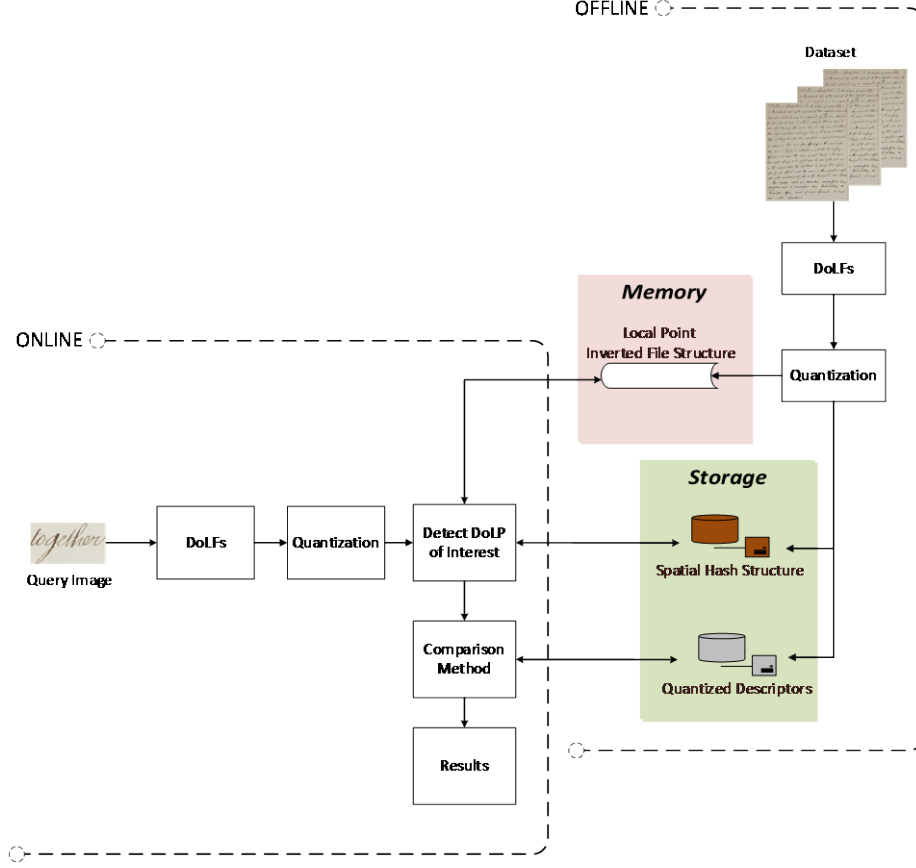 OFFLINE
Dataset
DoLFs
Memory
Local Point
Inverted File Structure
Quantization
ONLINE
Storage
together
Query Image
DoLFs
Quantization
Detect DoLP
of Interest
Spatial Hash Structure
Comparison
Method
Quantized Descriptors
Results